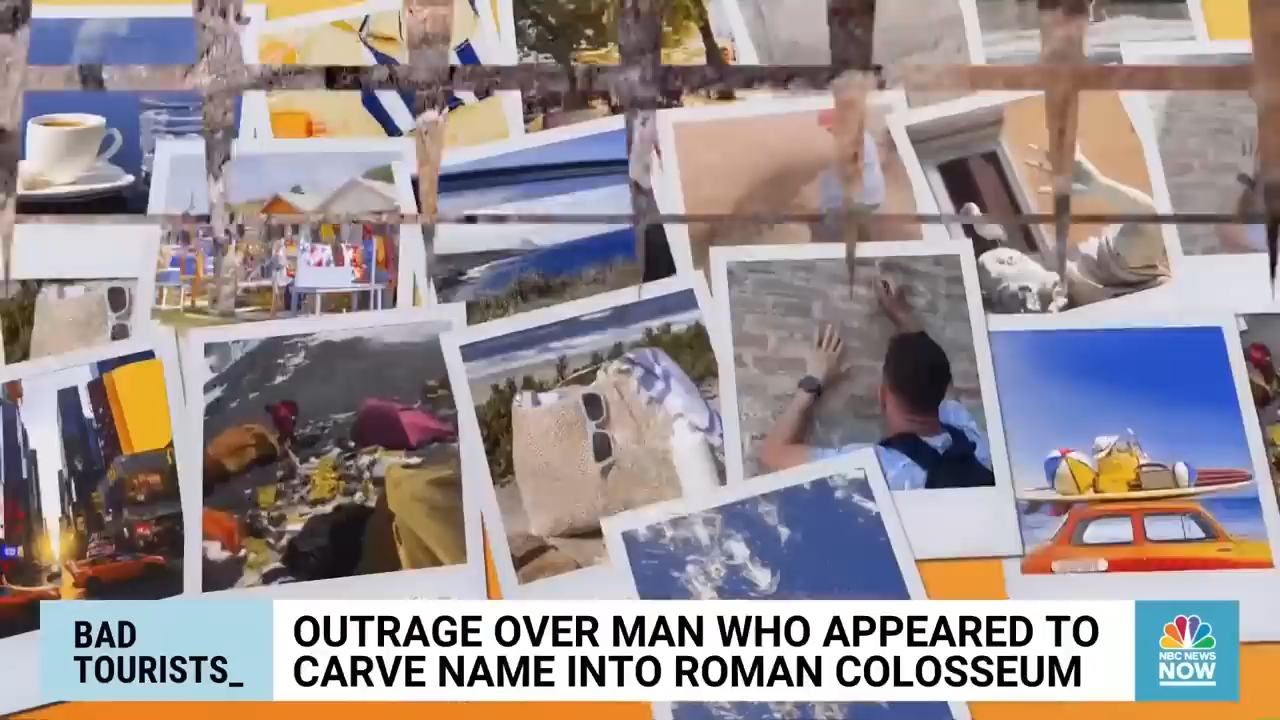 BAD
TOURISTS_
OUTRAGE OVER MAN WHO APPEARED TO
CARVE NAME INTO ROMAN COLOSSEUM
NBC NEWS
NOW